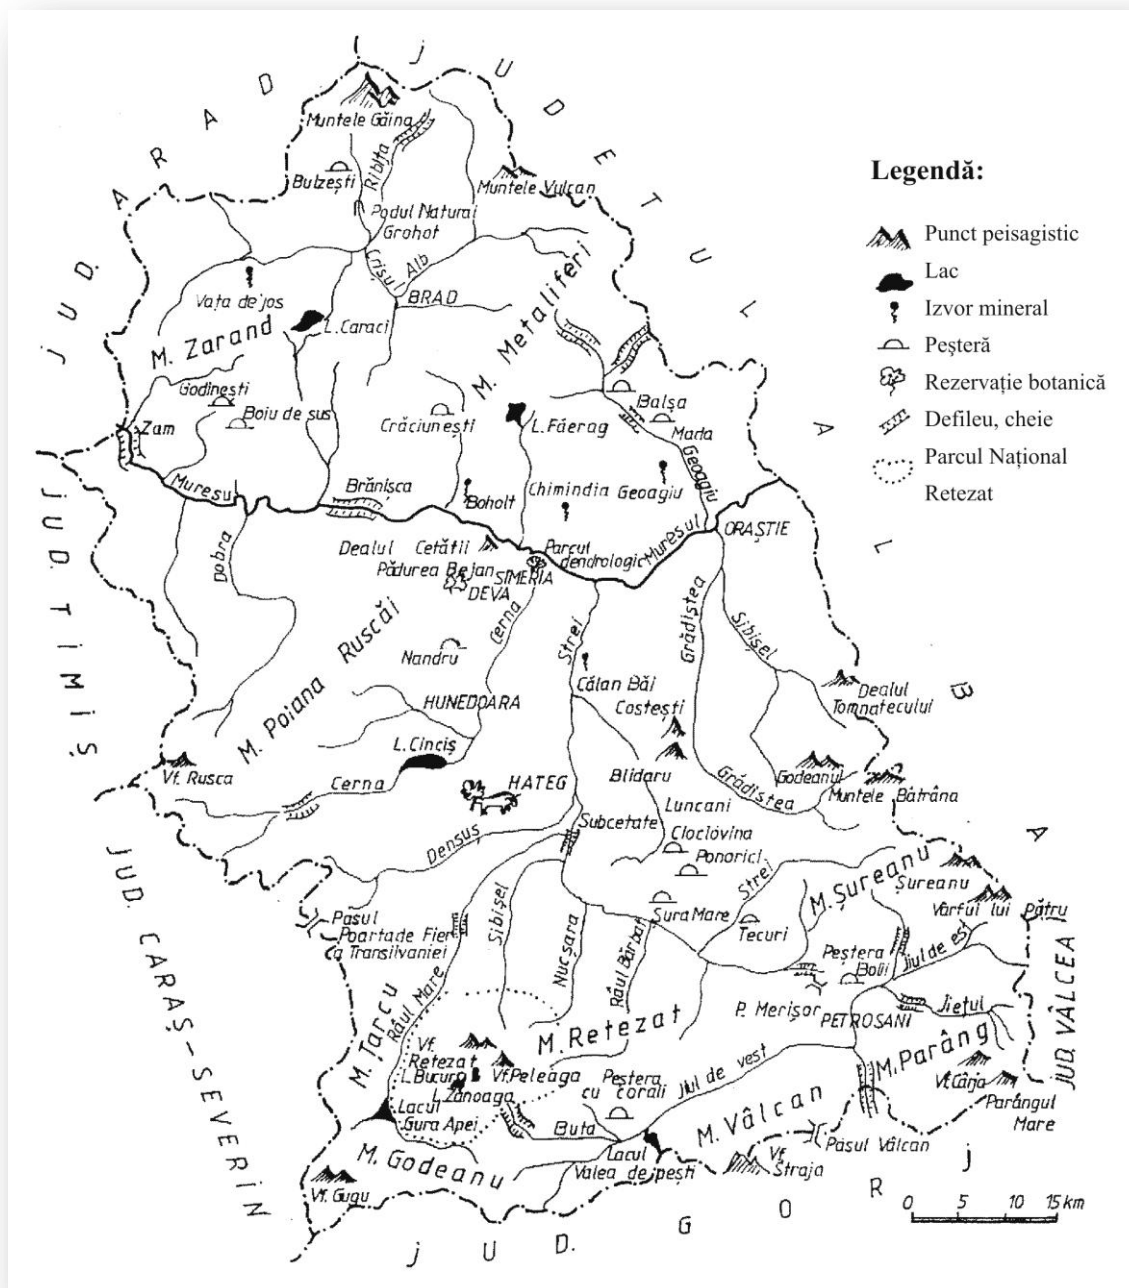 JUD. ARAD
JUDEȚUL ALBA
Muntele Găina
Ribița
Bulzești
Muntele Vulcan
Podul Natural
Grohot
Crișul Alb
Vața de jos
BRAD
M. Zarand
L. Caraci
M. Metaliferi
Godinești
Boiu de sus
Crăciunești
L. Făerag
Balșa
Mada
Zam
Geoagiu
Mureșul
Brănișca
Boholt
Chimindia
Geoagiu
Mureșul
ORAȘTIE
Dobra
Dealul Cetății
Parcul
dendrologic
Pădurea Bejan
SIMERIA
DEVA
Cerna
Strei
Grădiștea
Sibișel
JUD. TIMIȘ
M. Poiana Ruscăi
Nandru
Călan Băi
HUNEDOARA
Costești
Dealul
Tomnatecului
L. Cinciș
Vf. Rusca
Cerna
HATEG
Blidaru
Godeanu
Grădiștea
Muntele Bătrâna
Luncani
Densuș
Subcetate
Cioclovina
Ponorici
Strei
M. Șureanu
Șureanu
Vârful lui Pătru
JUD. CARAȘ-SEVERIN
Pasul
Poarta de Fier
a Transilvaniei
Sibișel
Nucșara
Râul Bărbat
Șura Mare
Tecuri
Peștera
Bolii
Jiul de est
JUD. VÂLCEA
Râul Mare
M. Țarcu
M. Retezat
P. Merișor
PETROSANI
Jiețul
M. Parâng
Vf.
Retezat
L. Bucura
Vf. Peleaga
L. Zănoaga
Peștera
cu corali
Jiul de vest
Vf. Cârja
Parângul
Mare
Lacul
Gura Apei
Buta
M. Vâlcan
Pasul Vâlcan
M. Godeanu
Lacul
Valea de pești
Vf.
Straja
Vf. Gugu
JUD. GORJ
0 5 10 15 km
Legendă:
Punct peisagistic
Lac
Izvor mineral
Peșteră
Rezervație botanică
Defileu, cheie
Parcul Național
Retezat